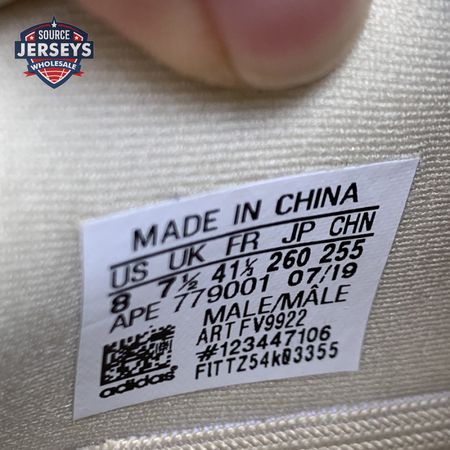 SOURCE
JERSEYS
WHOLESALE
MADE IN CHINA
US UK FR JP CHN
8 7½ 41⅓ 260 255
APE 779001 07/19
MALE/MÂLE
ART FV9922
#123447106
F1TTZ54k03355
adidas